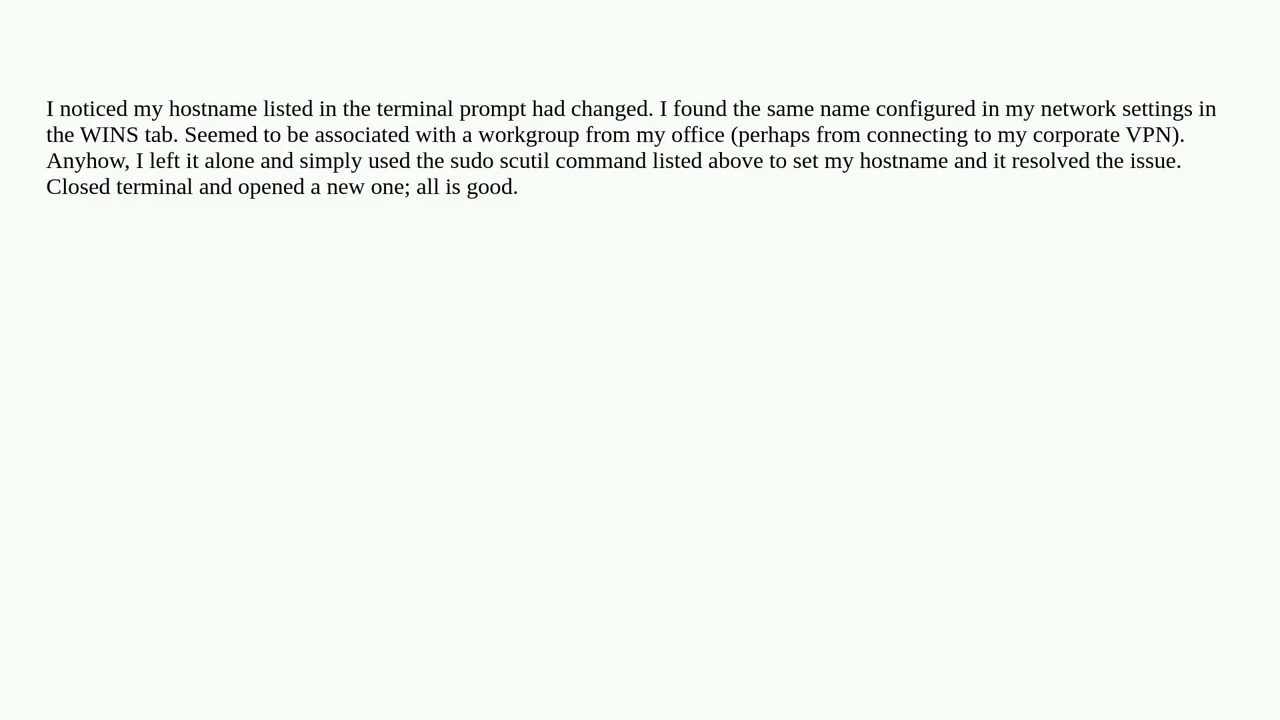 I noticed my hostname listed in the terminal prompt had changed. I found the same name configured in my network settings in
the WINS tab. Seemed to be associated with a workgroup from my office (perhaps from connecting to my corporate VPN).
Anyhow, I left it alone and simply used the sudo scutil command listed above to set my hostname and it resolved the issue.
Closed terminal and opened a new one; all is good.